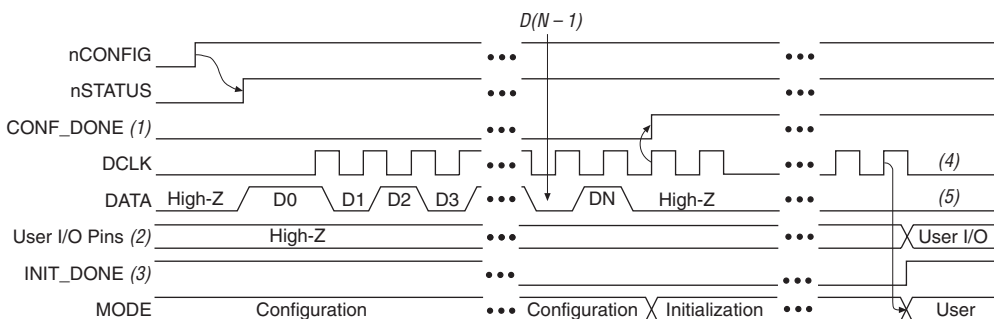 D(N – 1)
nCONFIG
nSTATUS
CONF_DONE (1)
DCLK (4)
DATA High-Z D0 D1 D2 D3 DN High-Z (5)
User I/O Pins (2) High-Z User I/O
INIT_DONE (3)
MODE Configuration Configuration Initialization User